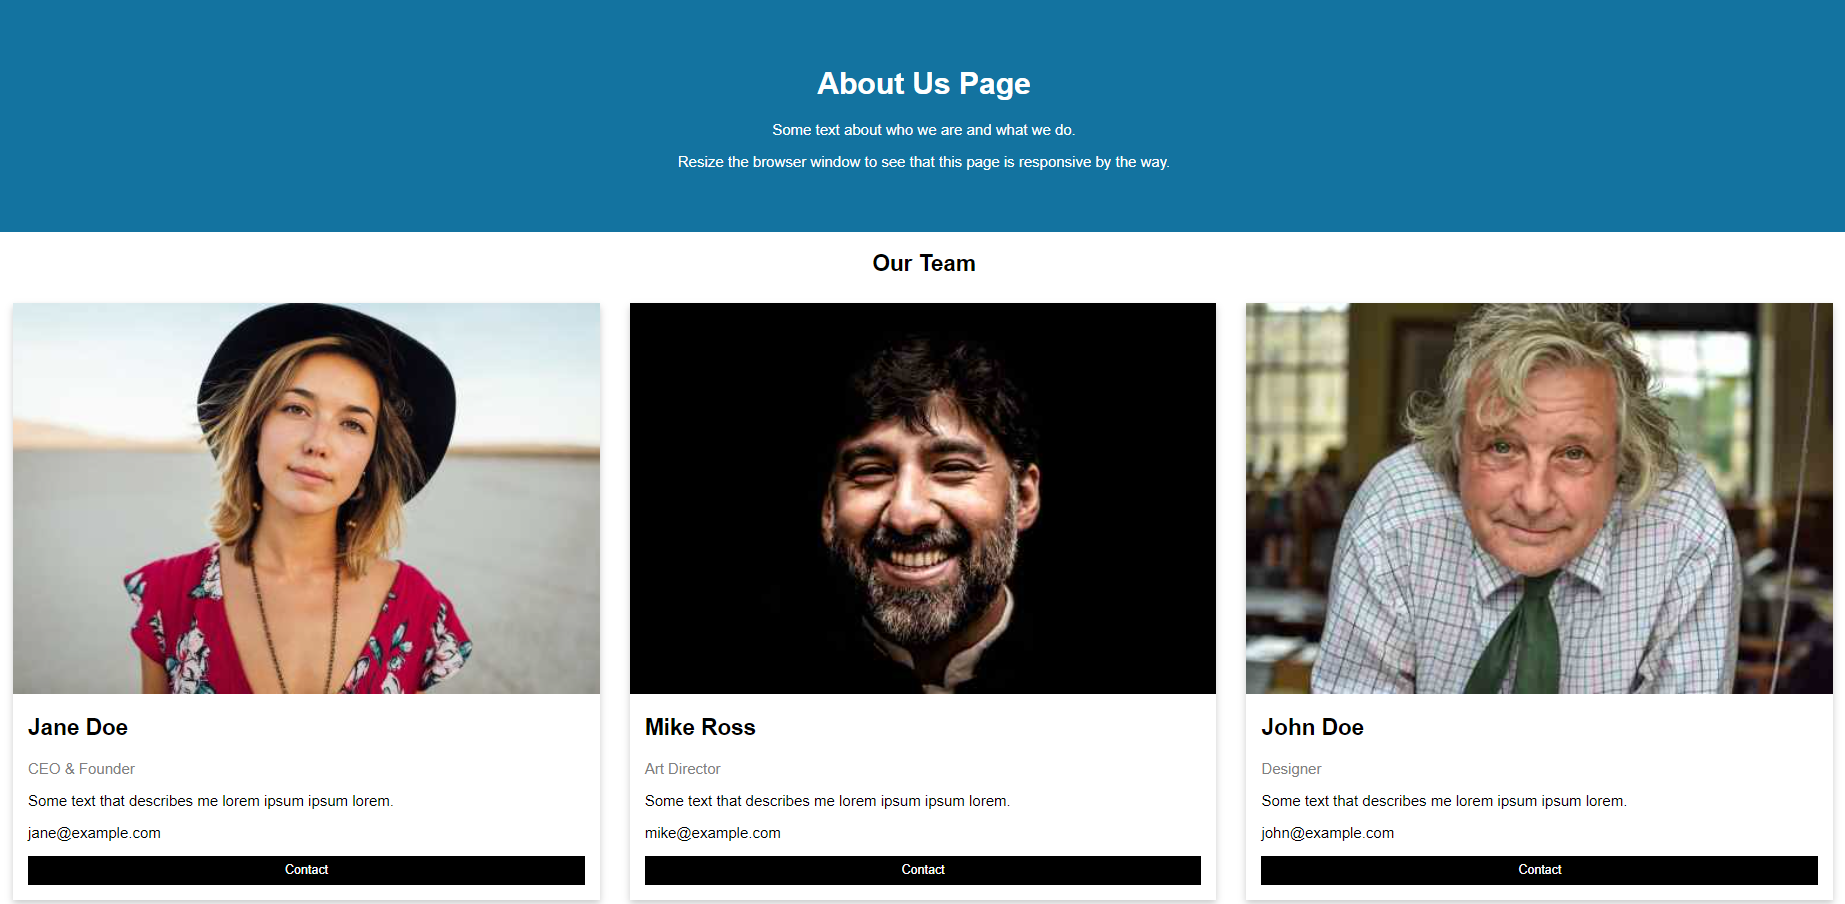 About Us Page
Some text about who we are and what we do.
Resize the browser window to see that this page is responsive by the way.
Our Team
Jane Doe
CEO & Founder
Some text that describes me lorem ipsum ipsum lorem.
jane@example.com
Contact
Mike Ross
Art Director
Some text that describes me lorem ipsum ipsum lorem.
mike@example.com
Contact
John Doe
Designer
Some text that describes me lorem ipsum ipsum lorem.
john@example.com
Contact